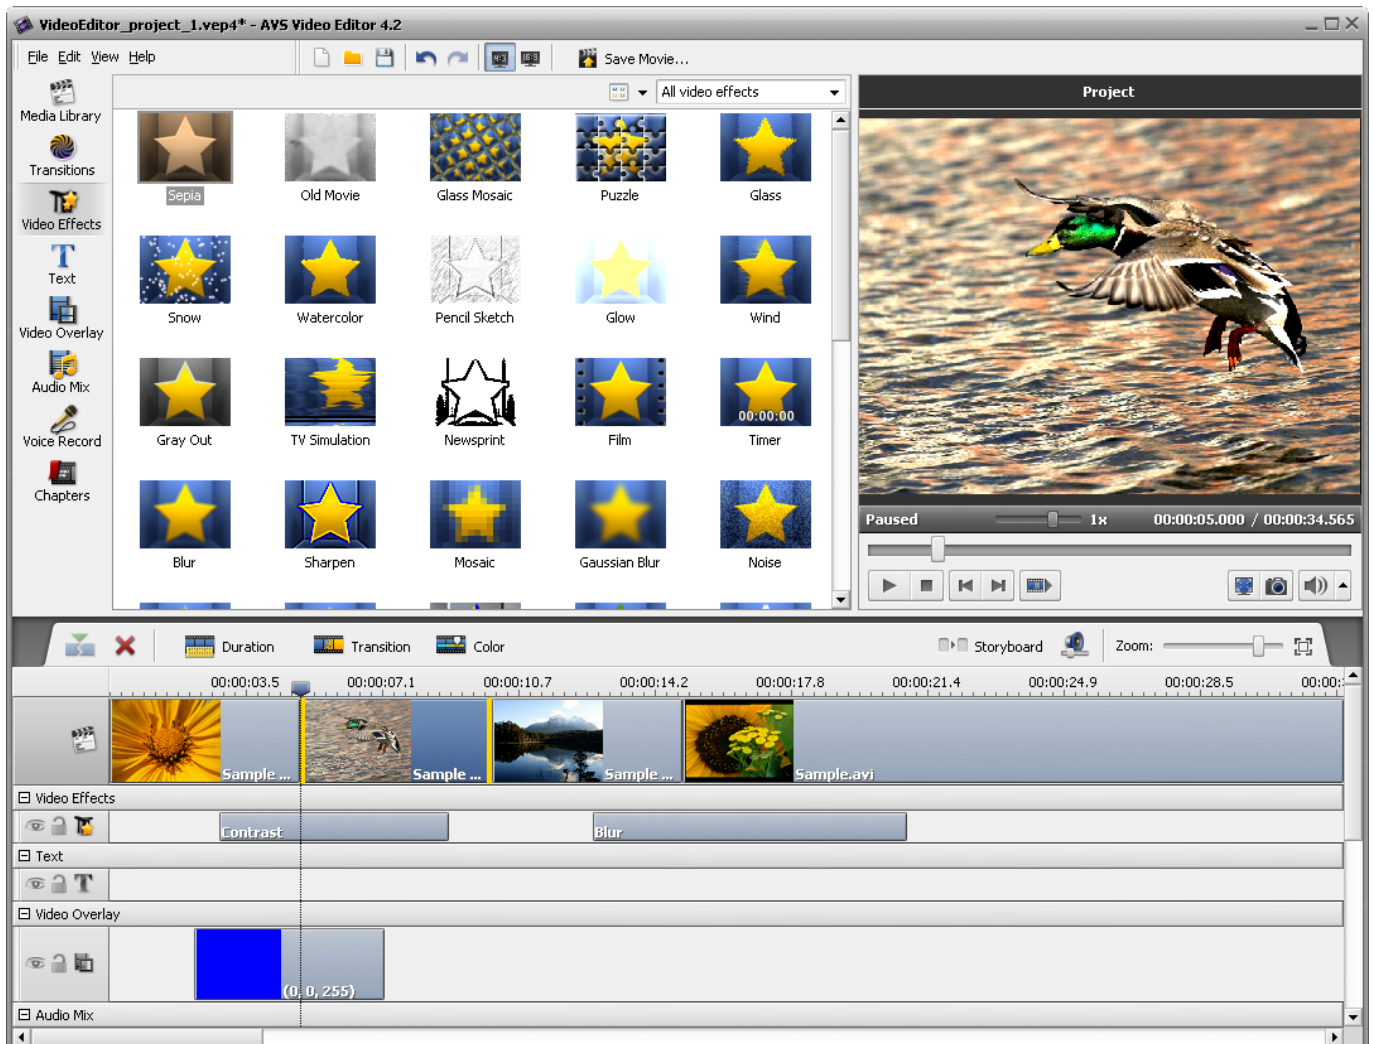 VideoEditor_project_1.vep4* - AVS Video Editor 4.2
File Edit View Help
4:3 16:9 Save Movie...
Media Library
Transitions
Video Effects
Text
Video Overlay
Audio Mix
Voice Record
Chapters
All video effects
Sepia Old Movie Glass Mosaic Puzzle Glass
Snow Watercolor Pencil Sketch Glow Wind
00:00:00
Gray Out TV Simulation Newsprint Film Timer
Blur Sharpen Mosaic Gaussian Blur Noise
Project
Paused 1x 00:00:05.000 / 00:00:34.565
Duration Transition Color Storyboard Zoom:
00:00:03.5 00:00:07.1 00:00:10.7 00:00:14.2 00:00:17.8 00:00:21.4 00:00:24.9 00:00:28.5 00:00:
Sample ... Sample ... Sample ... Sample.avi
Video Effects
Contrast Blur
Text
T
Video Overlay
(0, 0, 255)
Audio Mix